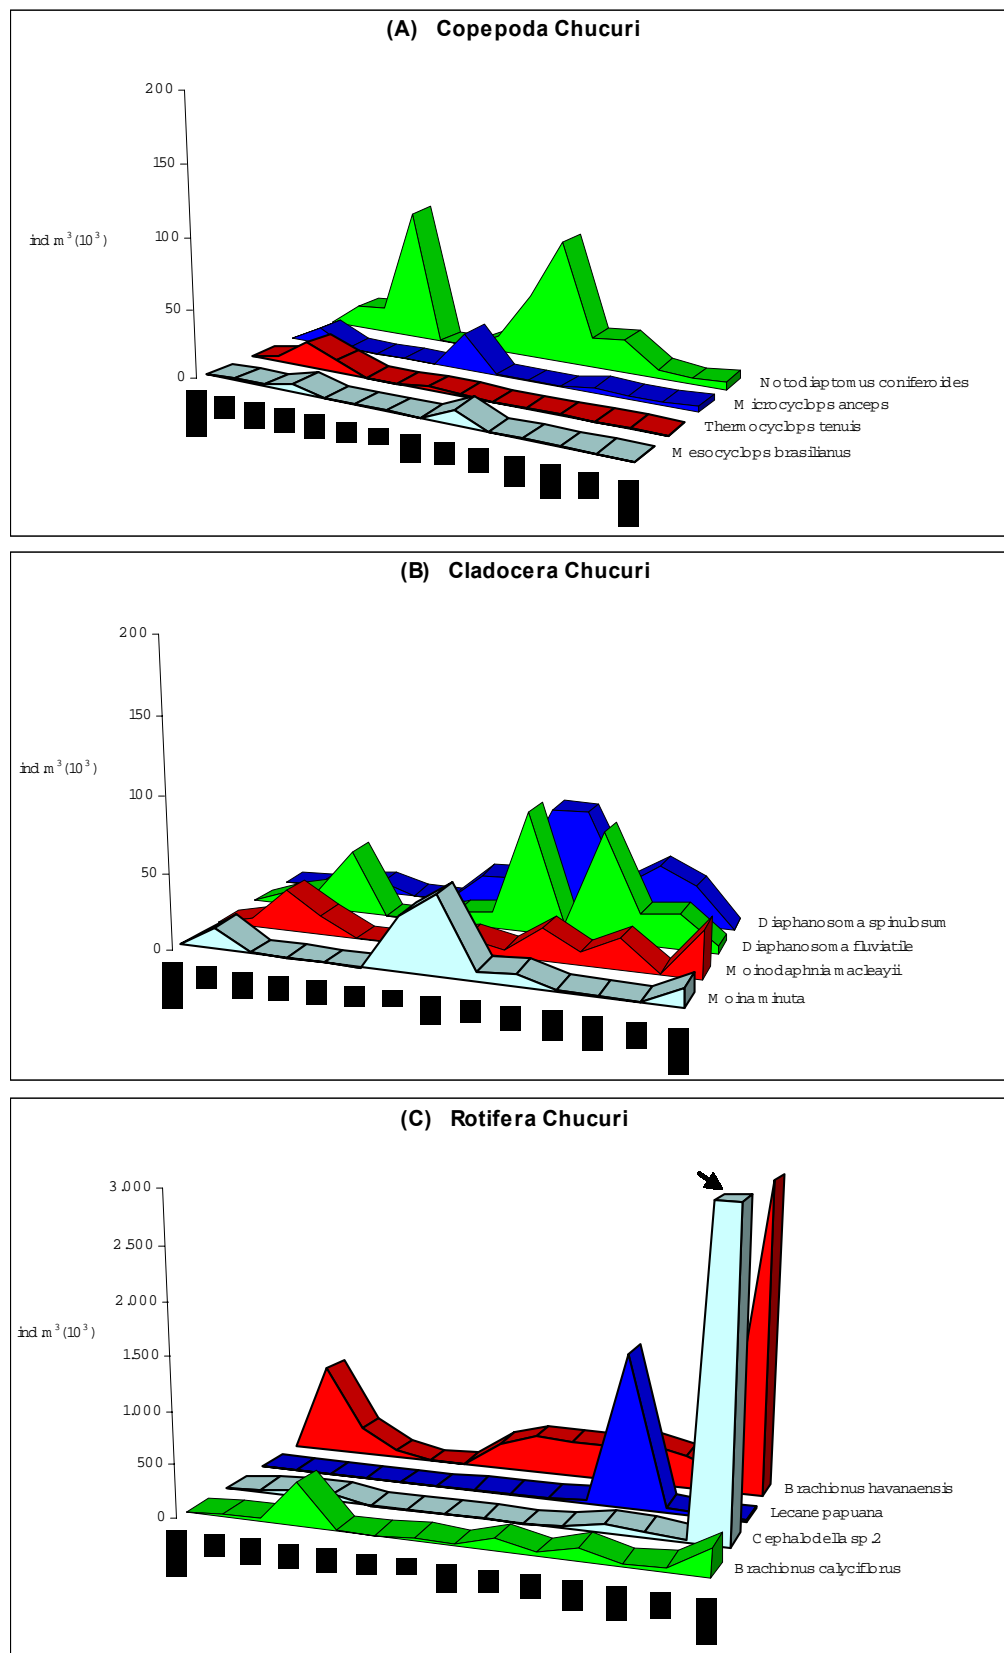 (A) Copepoda Chucuri
200
150
100
ind.m³(10³)
50
0
Notodiaptomus coniferoides
Microcyclops anceps
Thermocyclops tenuis
Mesocyclops brasilianus
(B) Cladocera Chucuri
200
150
ind.m³(10³)
100
50
0
Diaphanosoma spinulosum
Diaphanosoma fluviatile
Moinodaphnia macleayii
Moina minuta
(C) Rotifera Chucuri
3.000
2.500
2.000
ind.m³(10³)
1.500
1.000
500
0
Brachionus havanaensis
Lecane papuana
Cephalodella sp.2
Brachionus calyciflorus